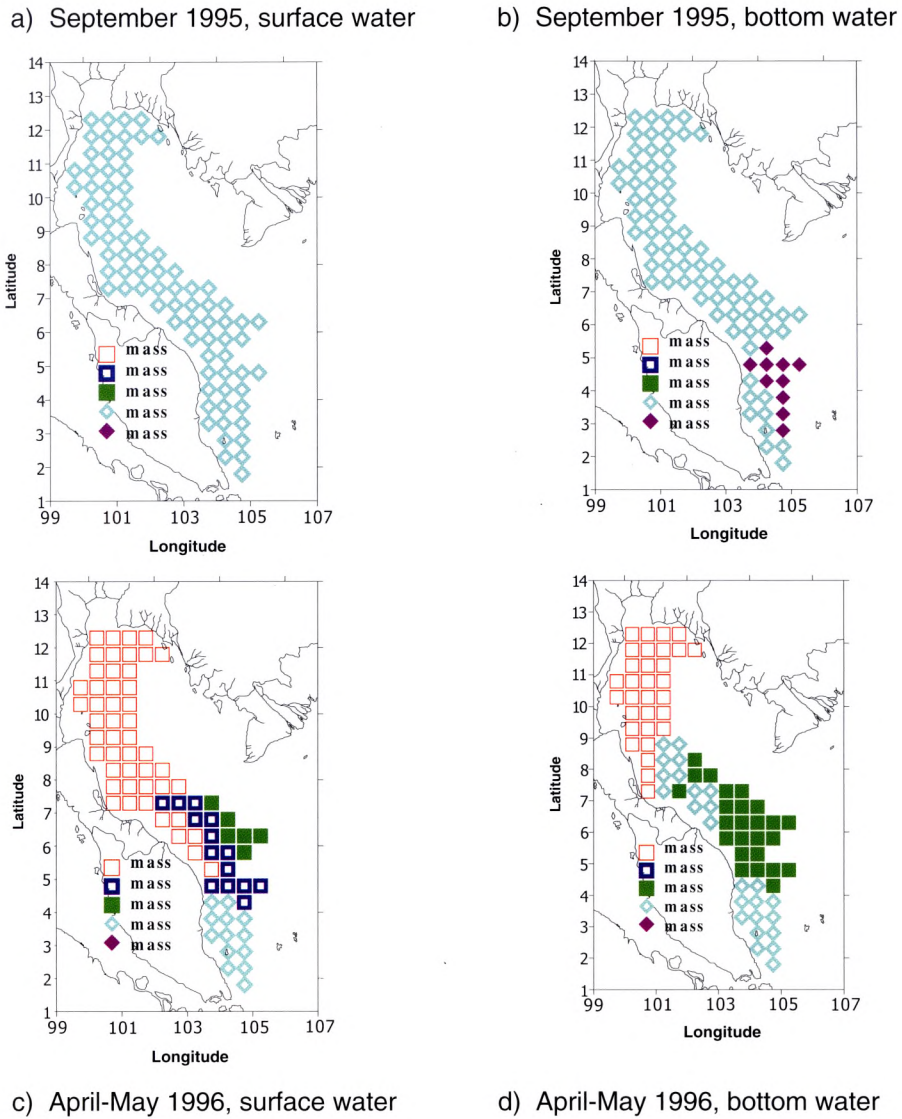 a) September 1995, surface water
b) September 1995, bottom water
14
13
12
11
10
9
8
7
6
5
4
3
2
1
Latitude
mass
mass
mass
mass
mass
99
101
103
105
107
Longitude
14
13
12
11
10
9
8
7
6
5
4
3
2
1
Latitude
mass
mass
mass
mass
mass
99
101
103
105
107
Longitude
14
13
12
11
10
9
8
7
6
5
4
3
2
1
Latitude
mass
mass
mass
mass
mass
99
101
103
105
107
Longitude
14
13
12
11
10
9
8
7
6
5
4
3
2
1
Latitude
mass
mass
mass
mass
mass
99
101
103
105
107
Longitude
c) April-May 1996, surface water
d) April-May 1996, bottom water